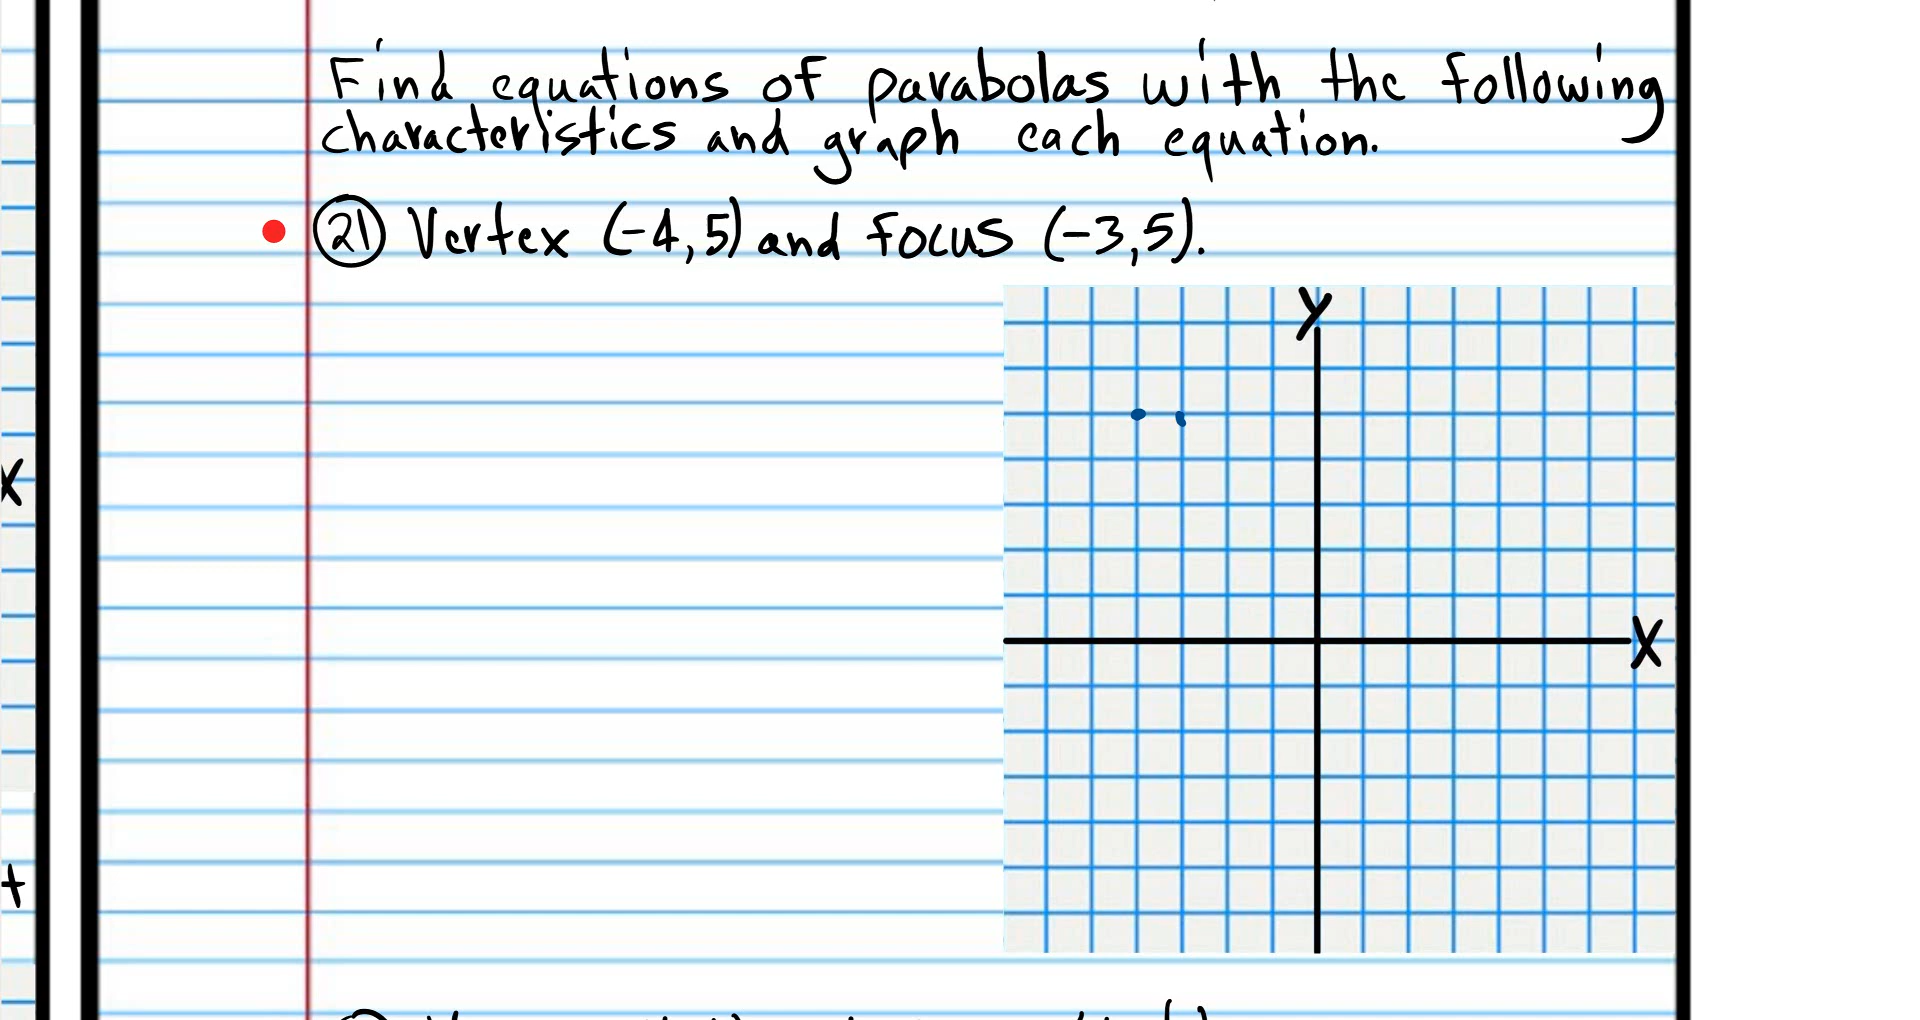 Find equations of parabolas with the following
characteristics and graph each equation.
21 Vertex (-4,5) and focus (-3,5).
y
x
x
+